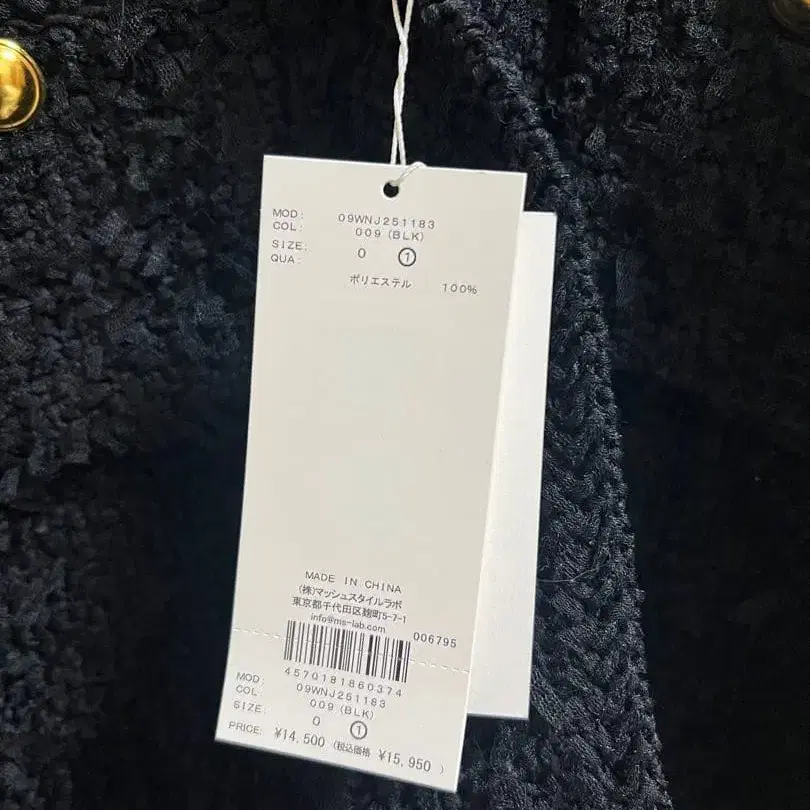 MOD: 09WNJ251183
COL: 009 (BLK)
SIZE: 0 ①
QUA:
ポリエステル 100%
MADE IN CHINA
(株)マッシュスタイルラボ
東京都千代田区麹町5-7-1
info@ms-lab.com
006795
4570181860374
MOD: 09WNJ251183
COL: 009 (BLK)
SIZE: 0 ①
PRICE: ¥14,500 (税込価格 ¥15,950 )